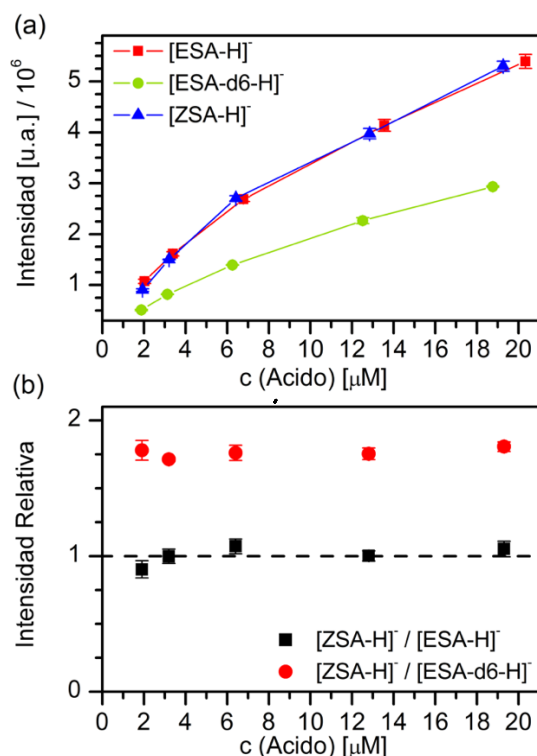 (a)
[ESA-H]⁻
[ESA-d6-H]⁻
[ZSA-H]⁻
Intensidad [u.a.] / 10⁶
5
4
3
2
1
0 2 4 6 8 10 12 14 16 18 20
c (Acido) [µM]
(b)
Intensidad Relativa
2
1
0
[ZSA-H]⁻ / [ESA-H]⁻
[ZSA-H]⁻ / [ESA-d6-H]⁻
0 2 4 6 8 10 12 14 16 18 20
c (Acido) [µM]